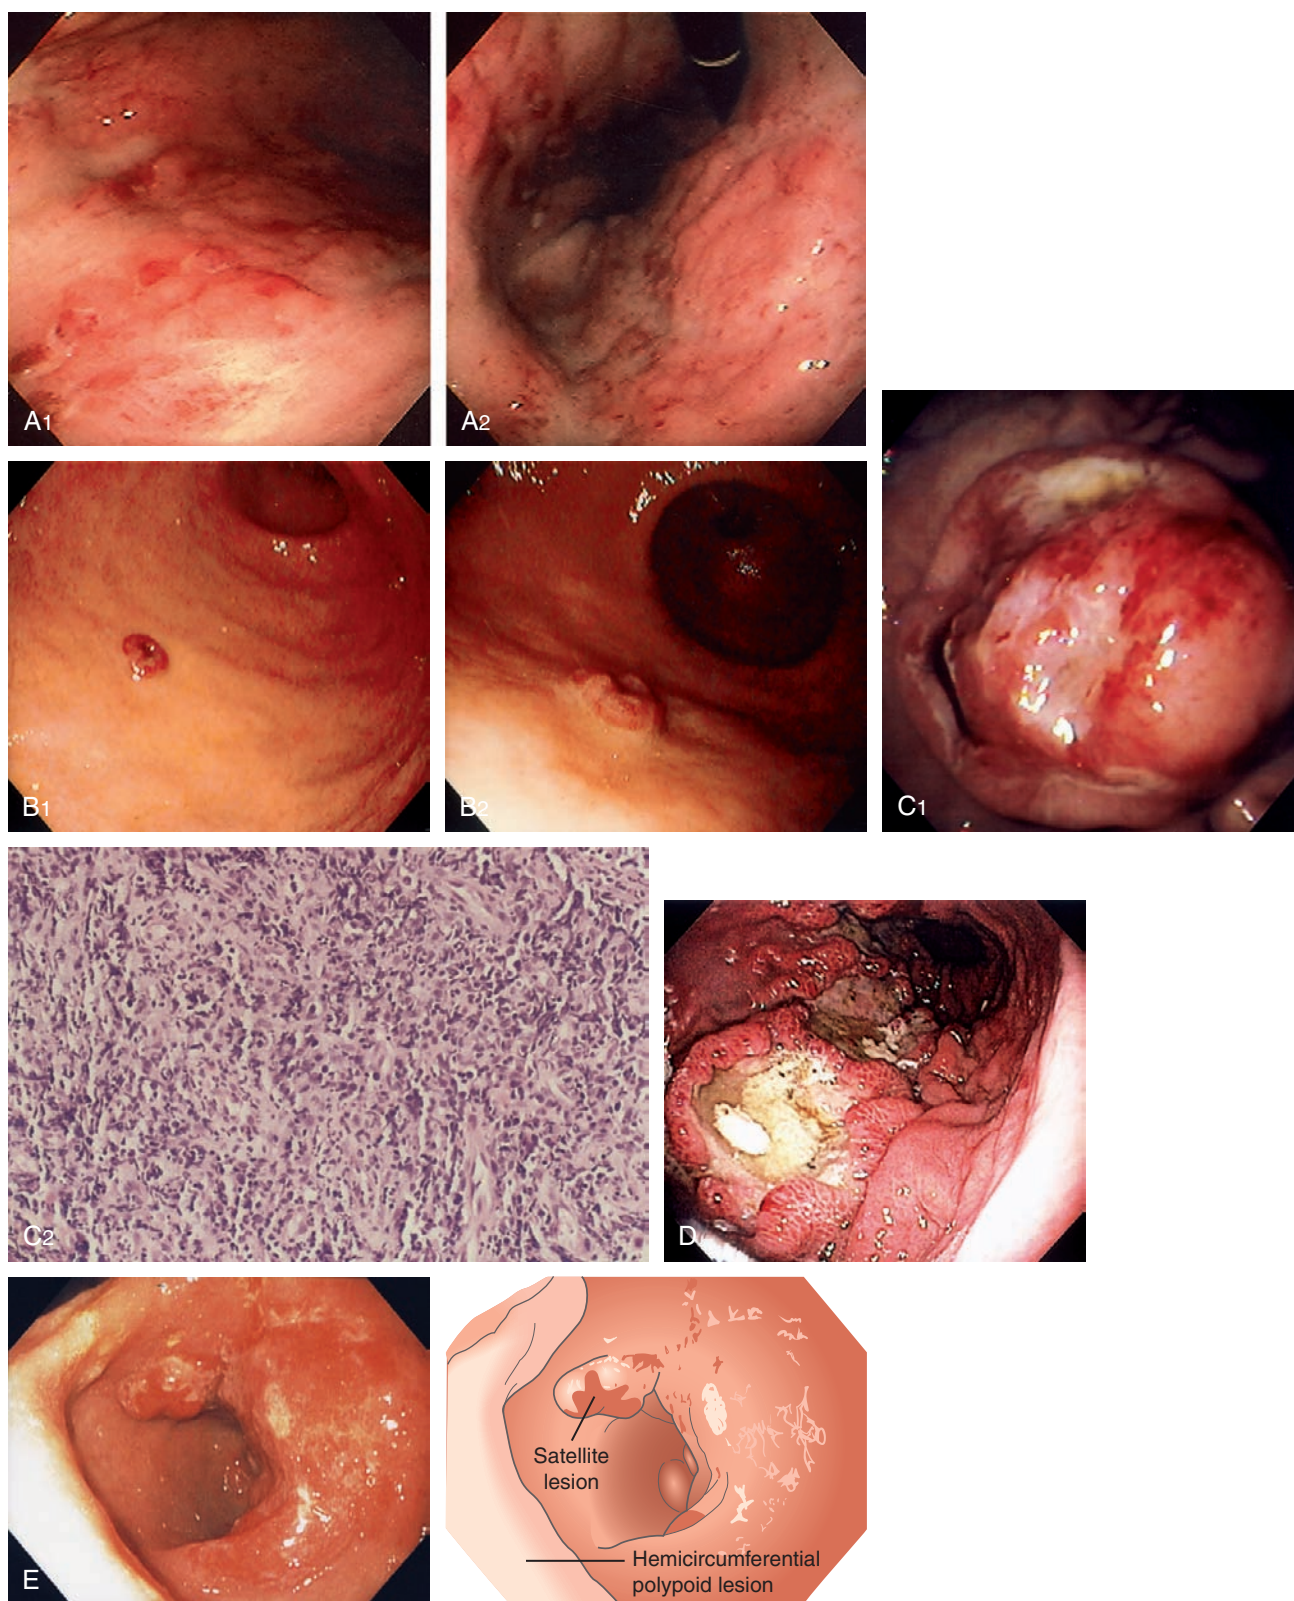 A1
A2
B1
B2
C1
C2
D
E
Satellite
lesion
Hemicircumferential
polypoid lesion